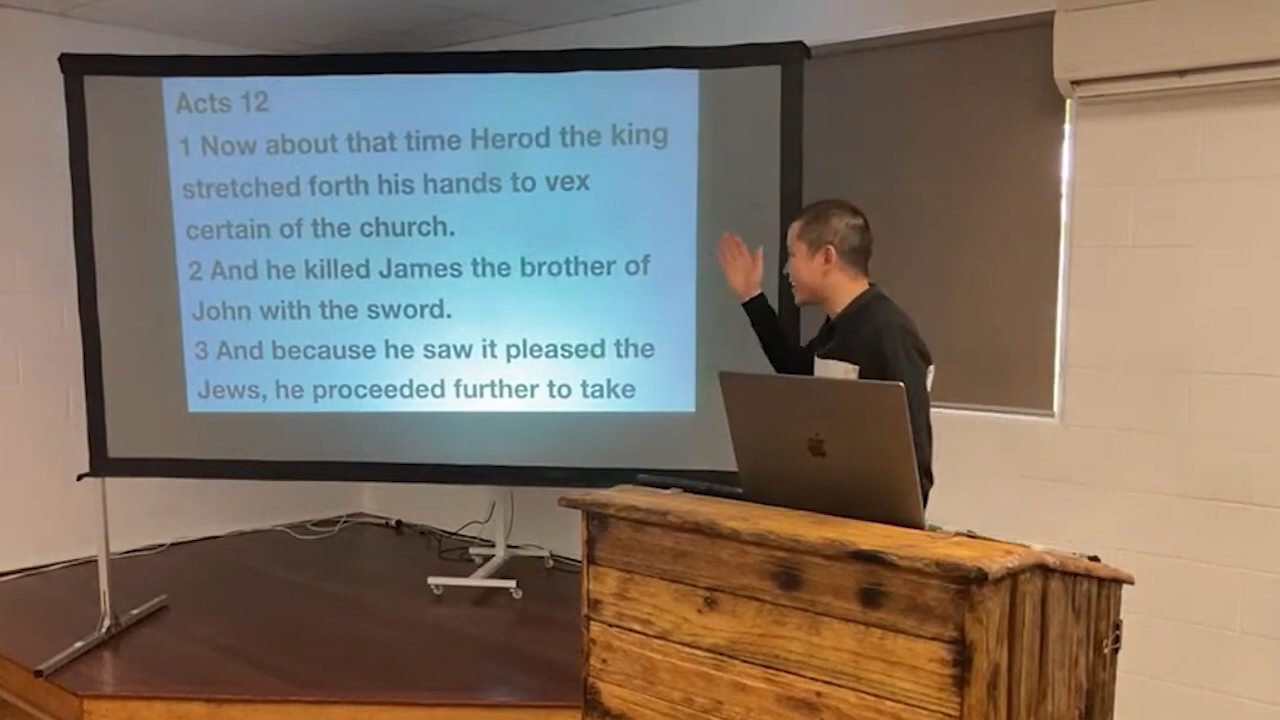 Acts 12
1 Now about that time Herod the king
stretched forth his hands to vex
certain of the church.
2 And he killed James the brother of
John with the sword.
3 And because he saw it pleased the
Jews, he proceeded further to take